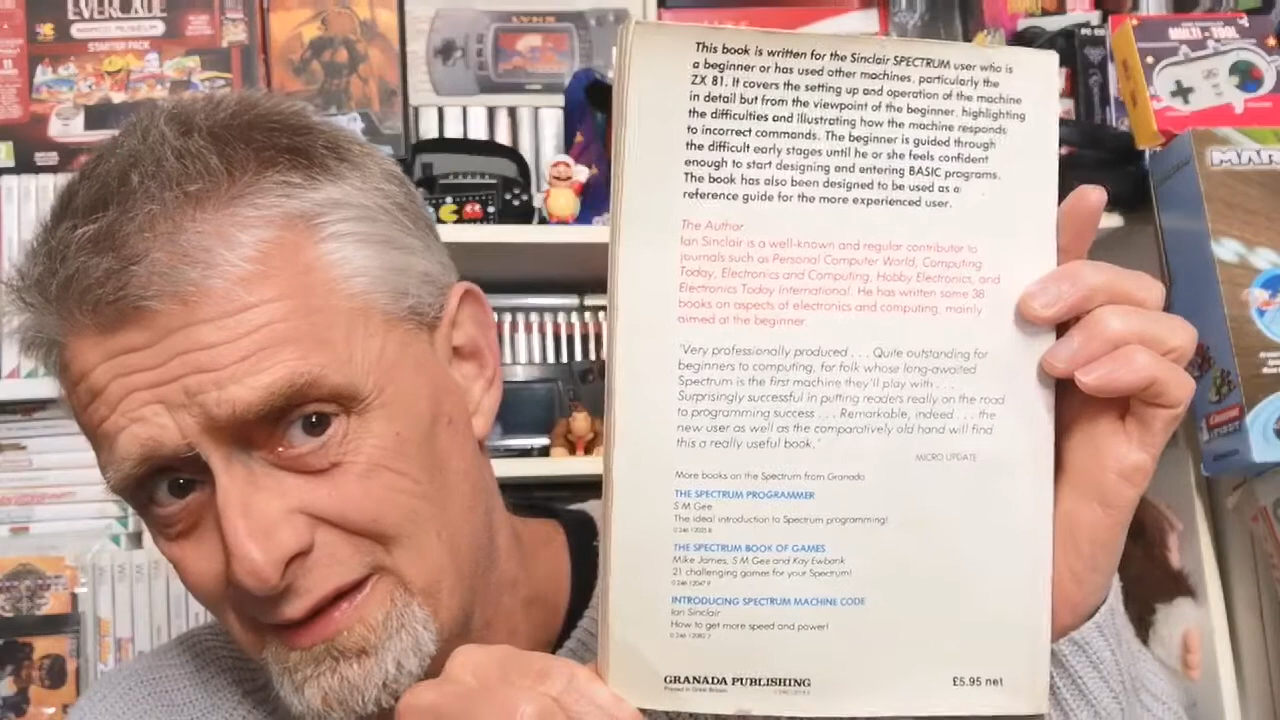 EVERCADE
NAMCO MUSEUM
STARTER PACK
LYNX
MULTI-TOOL
MAR
This book is written for the Sinclair SPECTRUM user who is
a beginner or has used other machines, particularly the
ZX 81. It covers the setting up and operation of the machine
in detail but from the viewpoint of the beginner, highlighting
the difficulties and illustrating how the machine responds
to incorrect commands. The beginner is guided through
the difficult early stages until he or she feels confident
enough to start designing and entering BASIC programs.
The book has also been designed to be used as a
reference guide for the more experienced user.
The Author
Ian Sinclair is a well-known and regular contributor to
journals such as Personal Computer World, Computing
Today, Electronics and Computing, Hobby Electronics, and
Electronics Today International. He has written some 38
books on aspects of electronics and computing, mainly
aimed at the beginner.
'Very professionally produced . . . Quite outstanding for
beginners to computing, for folk whose long-awaited
Spectrum is the first machine they'll play with . . .
Surprisingly successful in putting readers really on the road
to programming success . . . Remarkable, indeed . . . the
new user as well as the comparatively old hand will find
this a really useful book.'
MICRO UPDATE
More books on the Spectrum from Granada
THE SPECTRUM PROGRAMMER
S M Gee
The ideal introduction to Spectrum programming!
THE SPECTRUM BOOK OF GAMES
Mike James, S M Gee and Kay Ewbank
21 challenging games for your Spectrum!
INTRODUCING SPECTRUM MACHINE CODE
Ian Sinclair
How to get more speed and power!
GRANADA PUBLISHING
Printed in Great Britain
£5.95 net